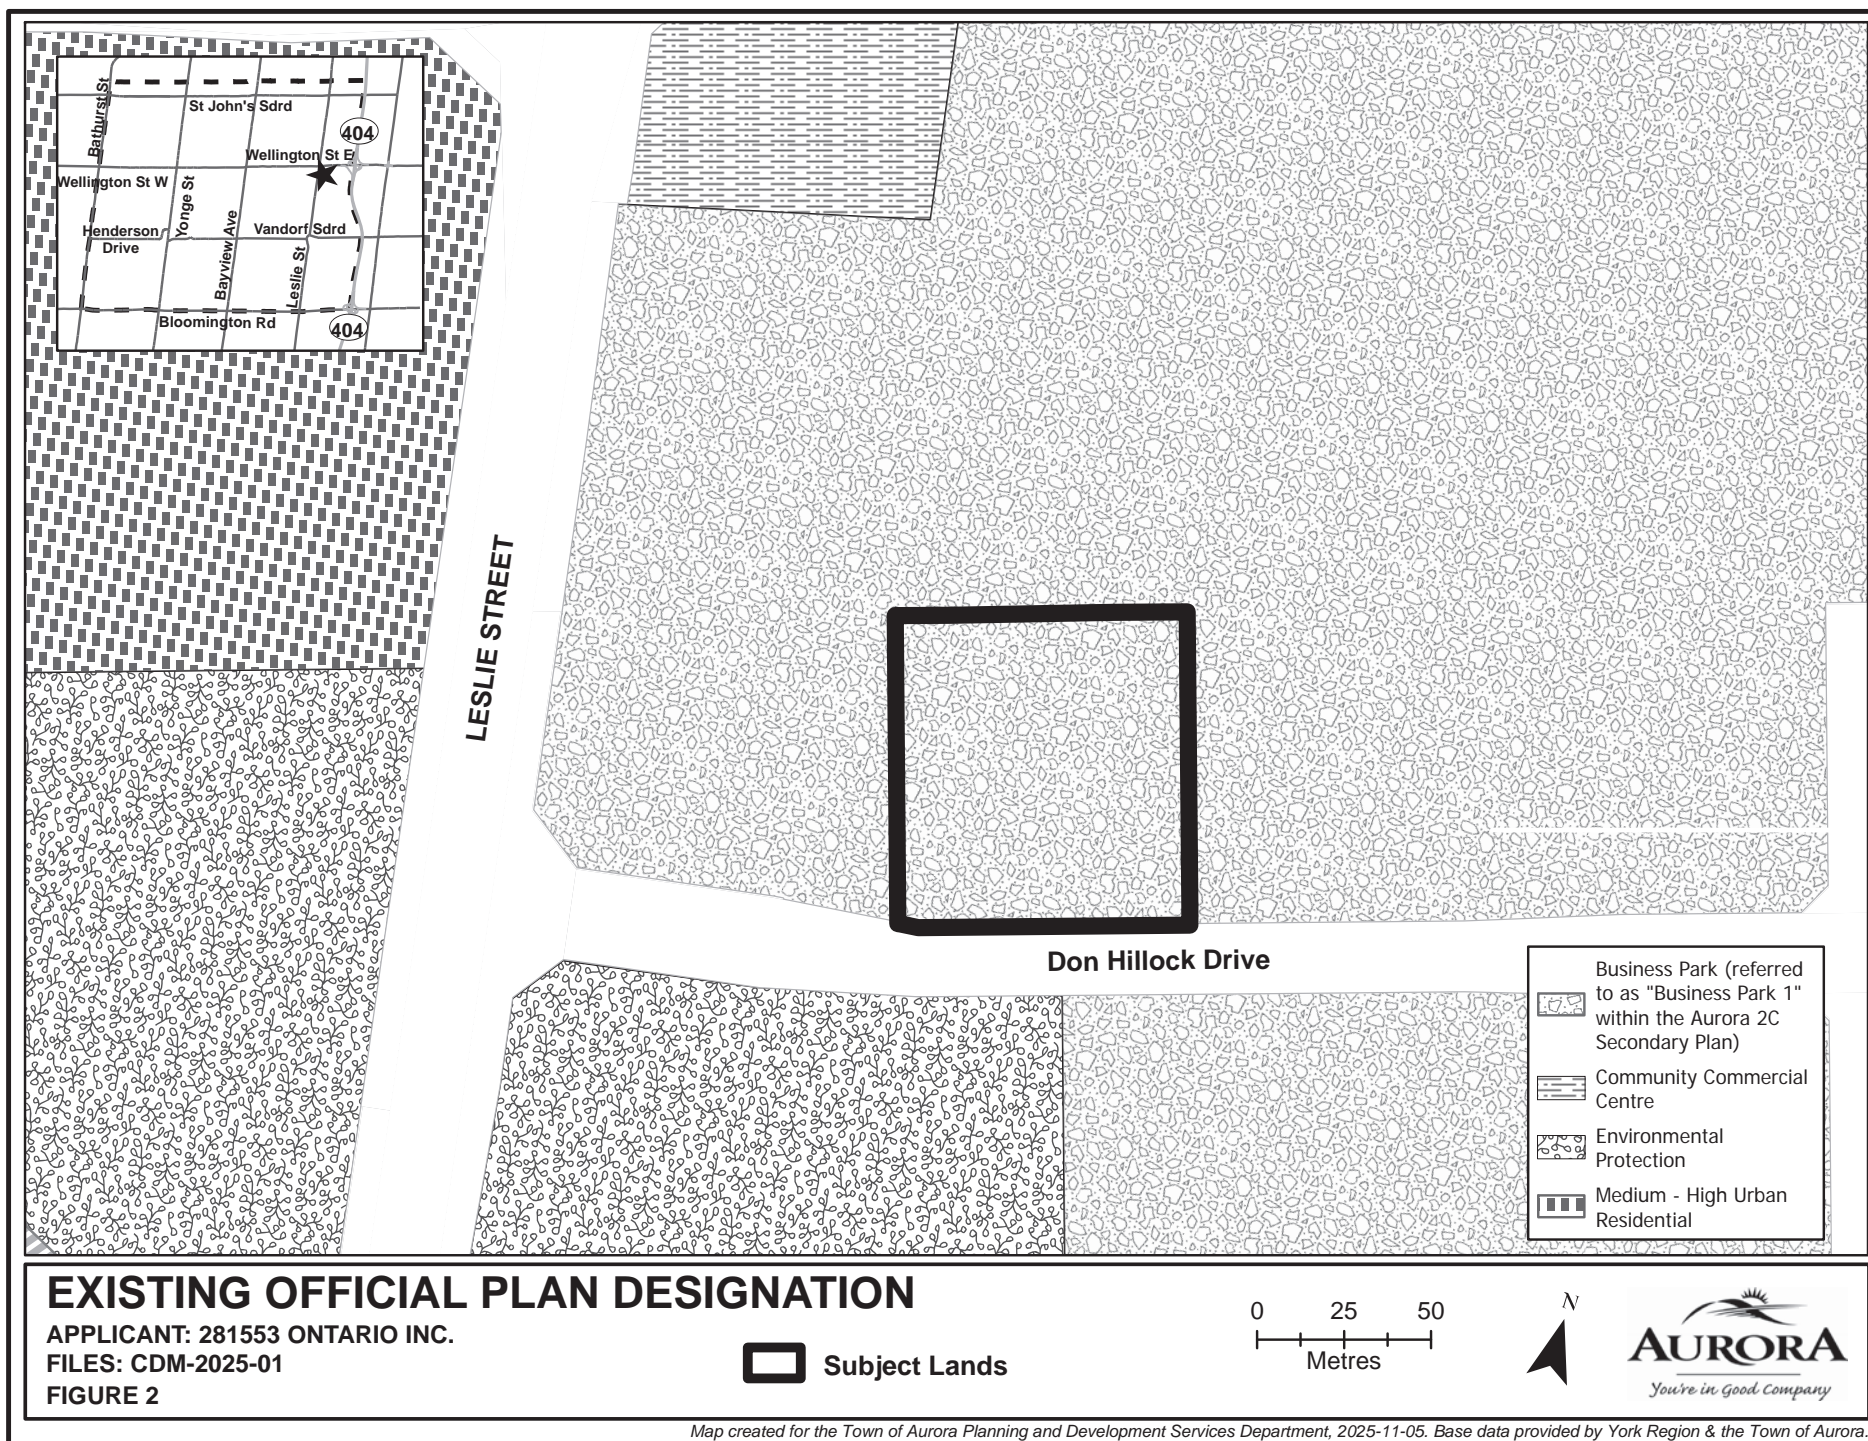 Bathurst St
St John's Sdrd
404
Wellington St E
Wellington St W
Yonge St
Henderson
Drive
Bayview Ave
Vandorf Sdrd
Leslie St
Bloomington Rd
404
LESLIE STREET
Don Hillock Drive
Business Park (referred
to as "Business Park 1"
within the Aurora 2C
Secondary Plan)
Community Commercial
Centre
Environmental
Protection
Medium - High Urban
Residential
EXISTING OFFICIAL PLAN DESIGNATION
APPLICANT: 281553 ONTARIO INC.
FILES: CDM-2025-01
FIGURE 2
Subject Lands
0 25 50
Metres
N
AURORA
You're in Good Company
Map created for the Town of Aurora Planning and Development Services Department, 2025-11-05. Base data provided by York Region & the Town of Aurora.